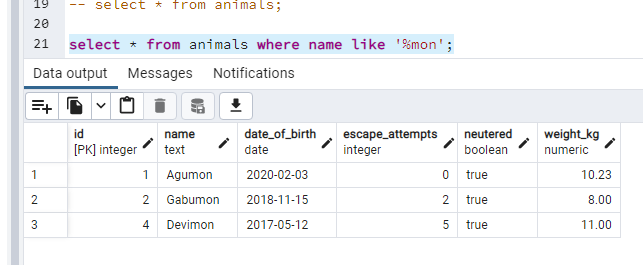 19 -- select * from animals;
20
21 select * from animals where name like '%mon';
Data output Messages Notifications
id name date_of_birth escape_attempts neutered weight_kg
[PK] integer text date integer boolean numeric
1 1 Agumon 2020-02-03 0 true 10.23
2 2 Gabumon 2018-11-15 2 true 8.00
3 4 Devimon 2017-05-12 5 true 11.00